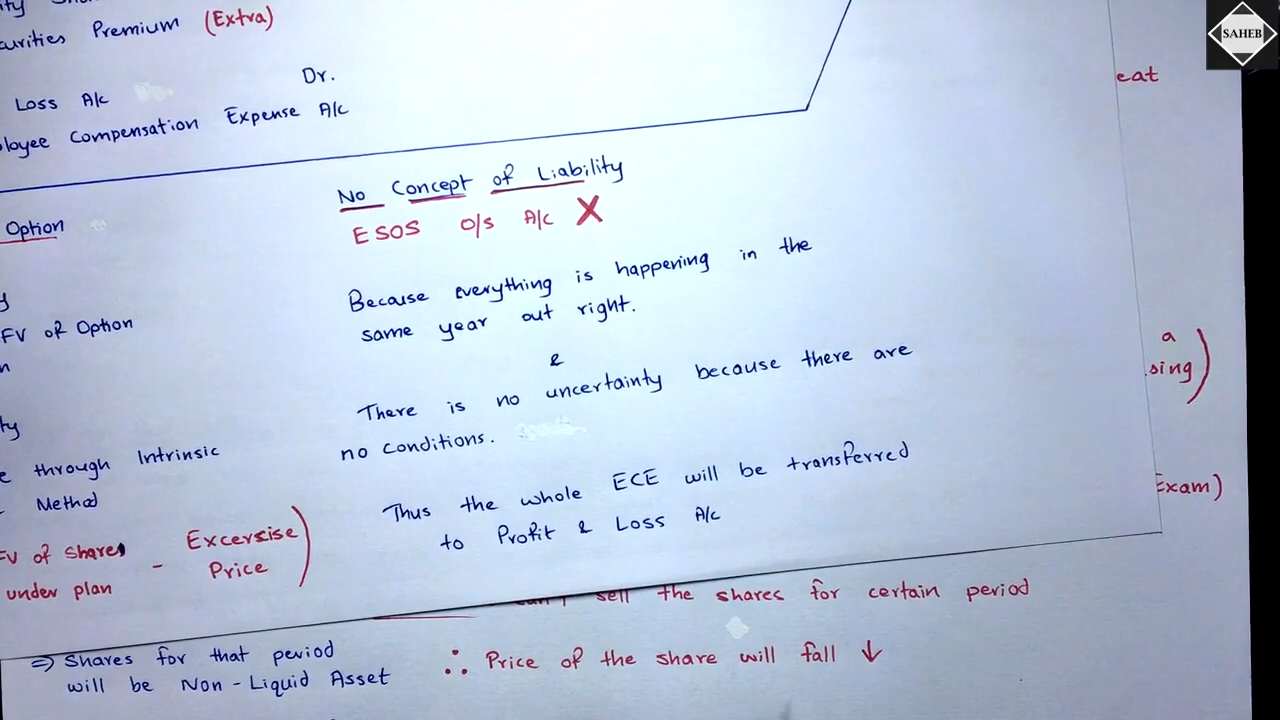 Securities Premium (Extra)
Dr.
Loss A/c
Compensation Expense A/c
No Concept of Liability
ESOS O/S A/c X
Option
Because everything is happening in the
same year out right.
FV of Option
&
There is no uncertainty because there are
no conditions.
through Intrinsic
Method
Thus the whole ECE will be transferred
to Profit & Loss A/c
FV of Shares
under plan
- Excersise
Price )
sell the shares for certain period
⇒ Shares for that period
will be Non-Liquid Asset
∴ Price of the share will fall ↓
eat
a
sing)
Exam)
SAHEB